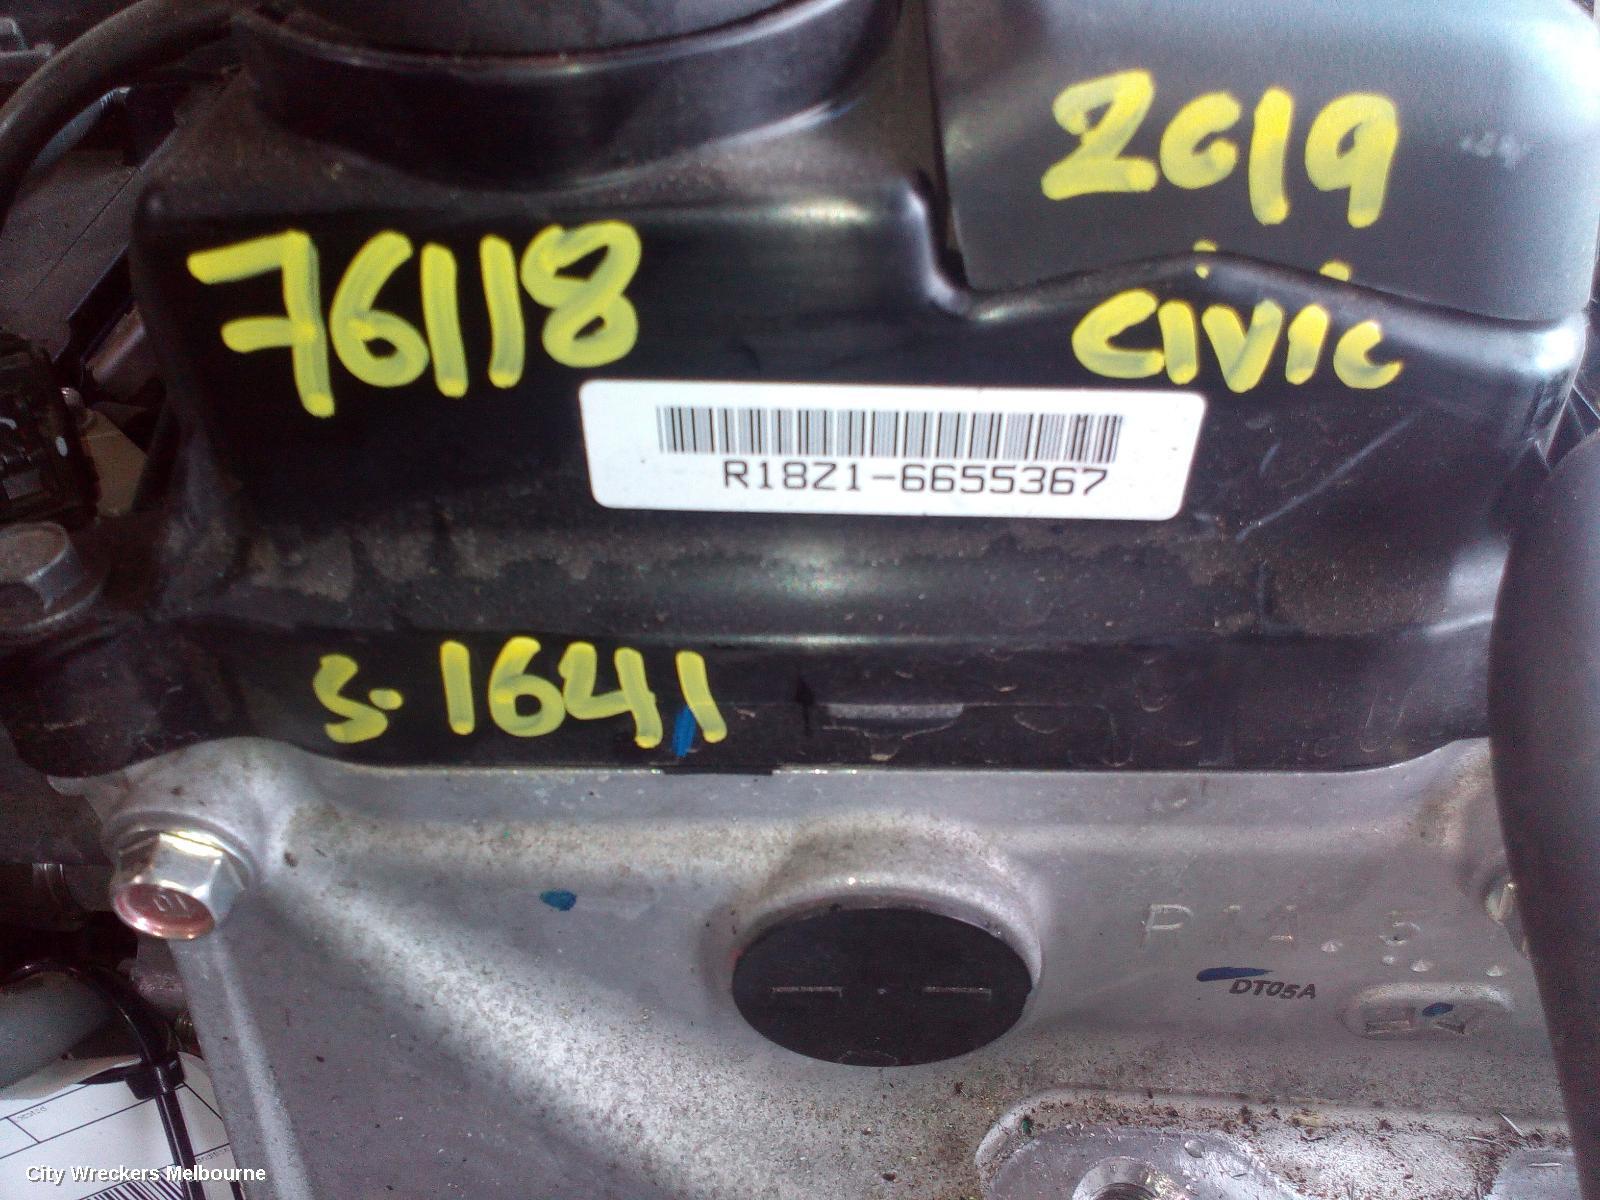 2019
76118
CIVIC
R18Z1-6655367
S.1641
DT05A
City Wreckers Melbourne